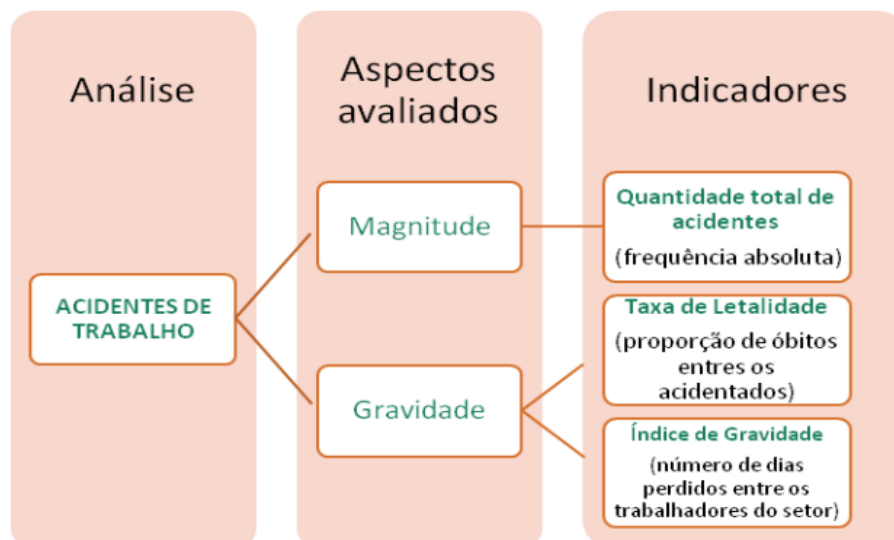 Análise
Aspectos
avaliados
Indicadores
ACIDENTES DE
TRABALHO
Magnitude
Gravidade
Quantidade total de
acidentes
(frequência absoluta)
Taxa de Letalidade
(proporção de óbitos
entres os
acidentados)
Índice de Gravidade
(número de dias
perdidos entre os
trabalhadores do setor)